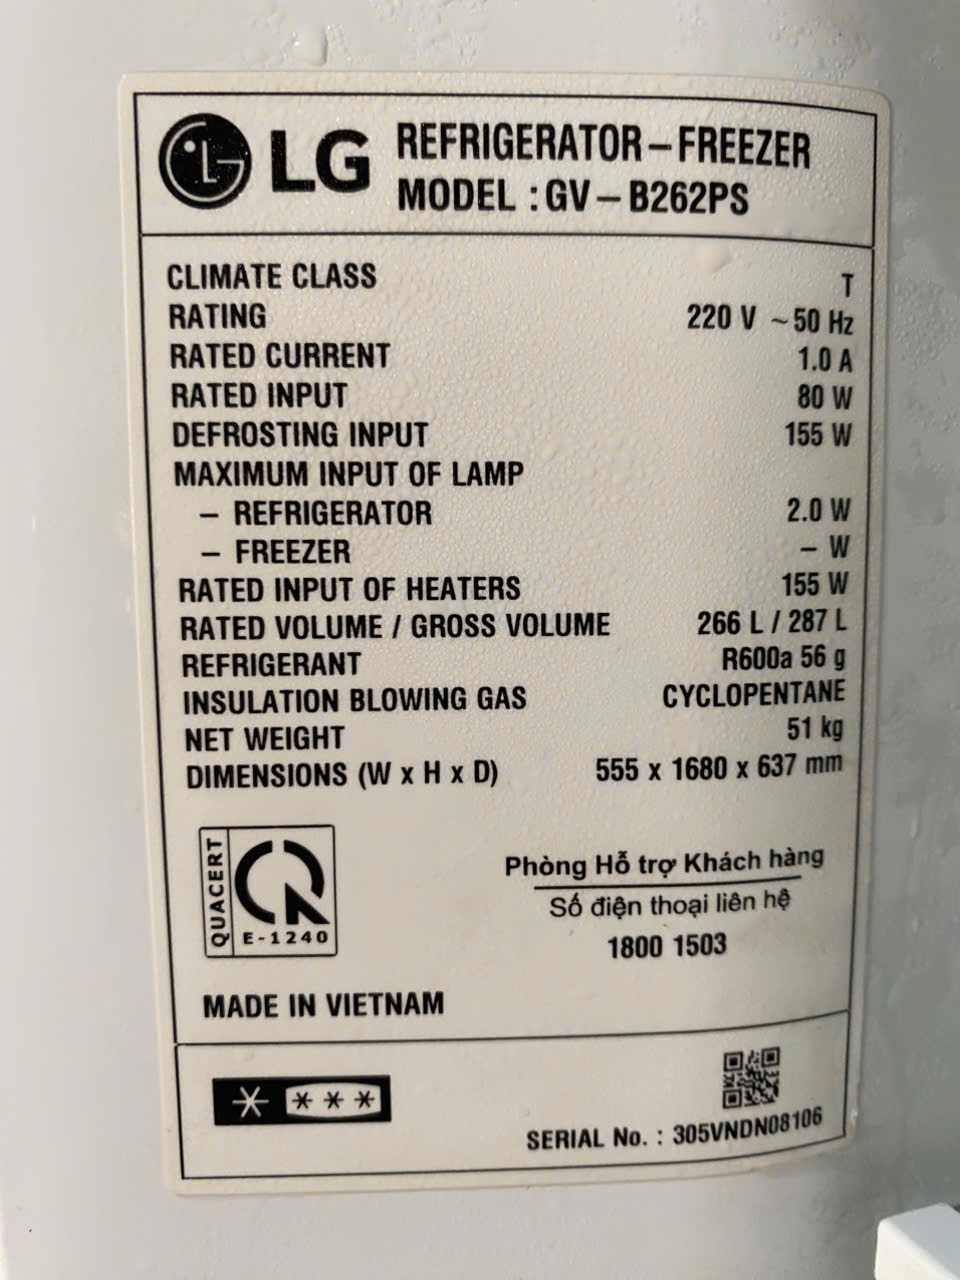 LG REFRIGERATOR-FREEZER
MODEL : GV-B262PS
CLIMATE CLASS T
RATING 220 V ~ 50 Hz
RATED CURRENT 1.0 A
RATED INPUT 80 W
DEFROSTING INPUT 155 W
MAXIMUM INPUT OF LAMP
- REFRIGERATOR 2.0 W
- FREEZER - W
RATED INPUT OF HEATERS 155 W
RATED VOLUME / GROSS VOLUME 266 L / 287 L
REFRIGERANT R600a 56 g
INSULATION BLOWING GAS CYCLOPENTANE
NET WEIGHT 51 kg
DIMENSIONS (W x H x D) 555 x 1680 x 637 mm
QUACERT
E-1240
Phòng Hỗ trợ Khách hàng
Số điện thoại liên hệ
1800 1503
MADE IN VIETNAM
SERIAL No. : 305VNDN08106